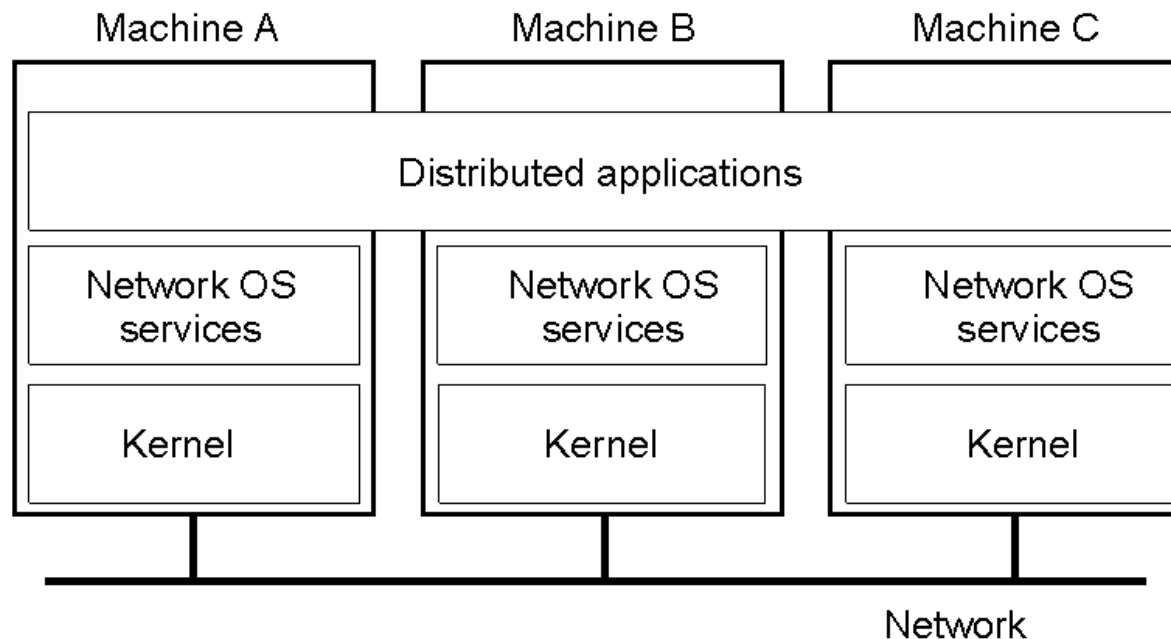 Machine A
Machine B
Machine C
Distributed applications
Network OS
services
Network OS
services
Network OS
services
Kernel
Kernel
Kernel
Network